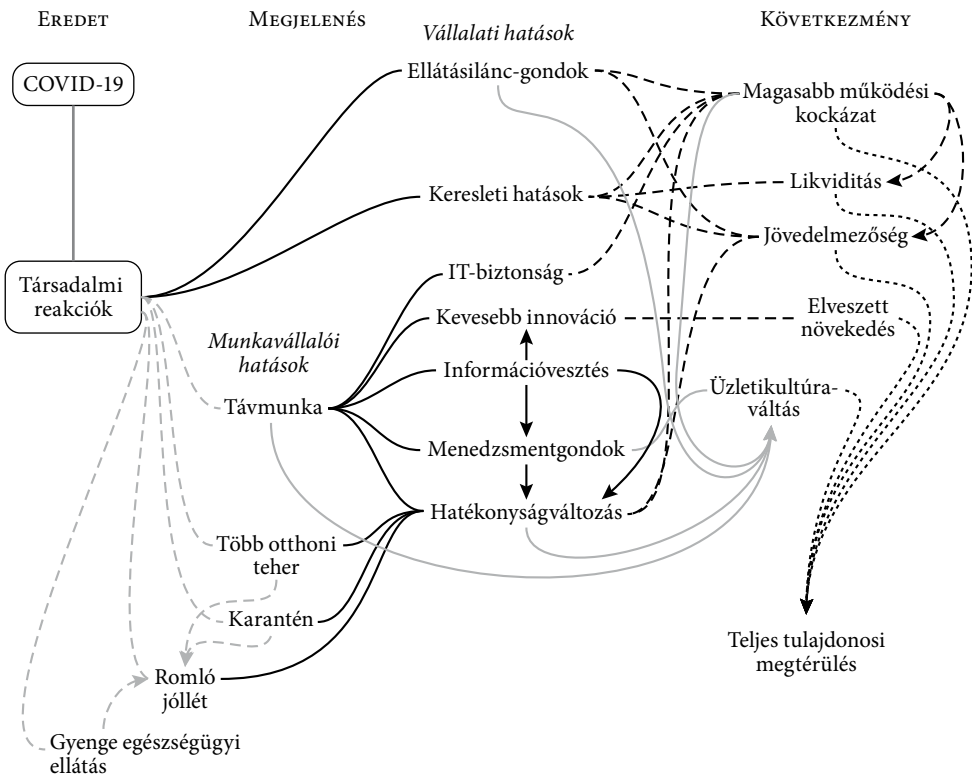 EREDET
MEGJELENÉS
KÖVETKEZMÉNY
Vállalati hatások
COVID-19
Ellátásilánc-gondok
Magasabb működési
kockázat
Keresleti hatások
Likviditás
Jövedelmezőség
Társadalmi
reakciók
IT-biztonság
Kevesebb innováció
Elveszett
növekedés
Munkavállalói
hatások
Információvesztés
Távmunka
Üzletikultúra-
váltás
Menedzsmentgondok
Hatékonyságváltozás
Több otthoni
teher
Karantén
Romló
jóllét
Teljes tulajdonosi
megtérülés
Gyenge egészségügyi
ellátás